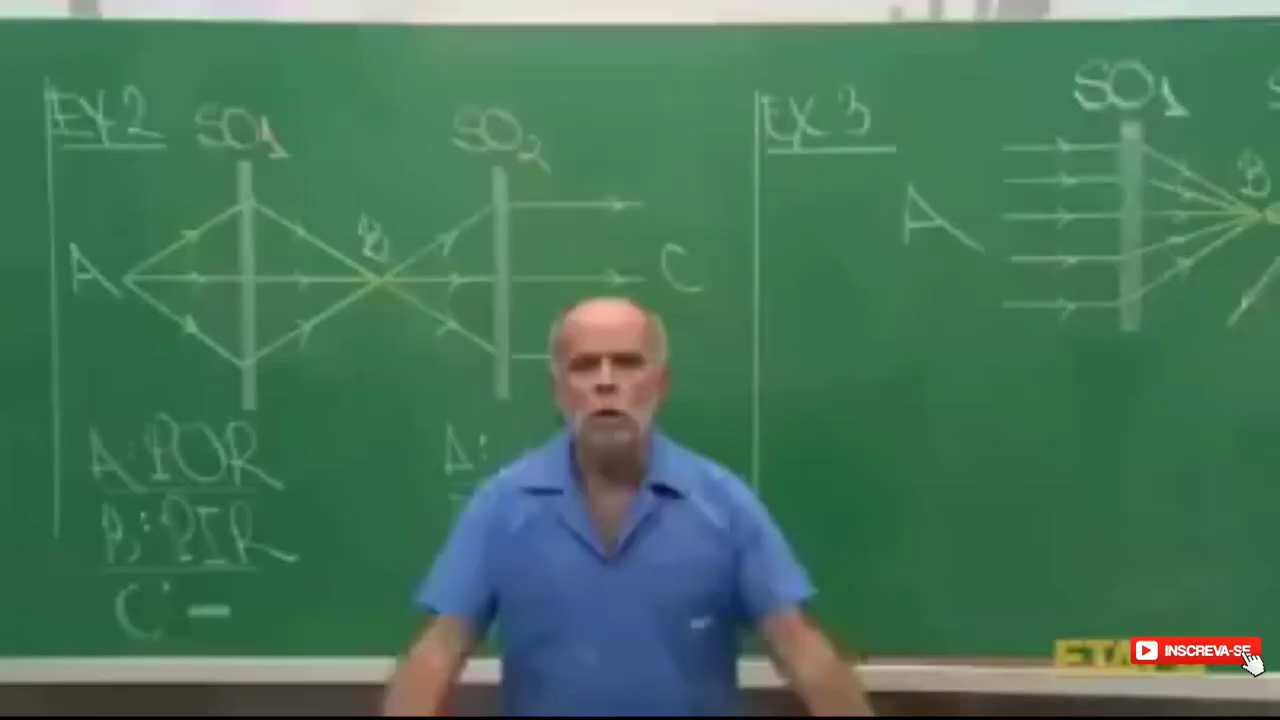 EX 2
SO1
SO2
A
B
C
A: POR
B: PIR
C: -
A:
EX 3
SO1
A
B
INSCREVA-SE